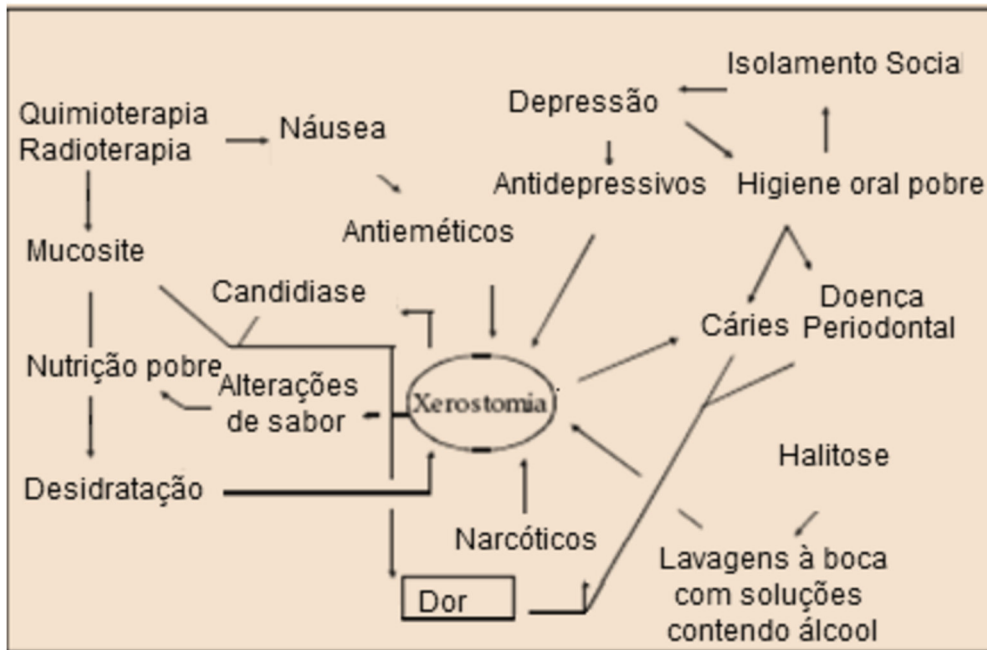 Isolamento Social
Depressão
Quimioterapia
Radioterapia
Náusea
Antidepressivos
Higiene oral pobre
Antieméticos
Mucosite
Candidiase
Doença
Periodontal
Cáries
Nutrição pobre
Alterações
de sabor
Xerostomia
Halitose
Desidratação
Narcóticos
Lavagens à boca
com soluções
contendo álcool
Dor